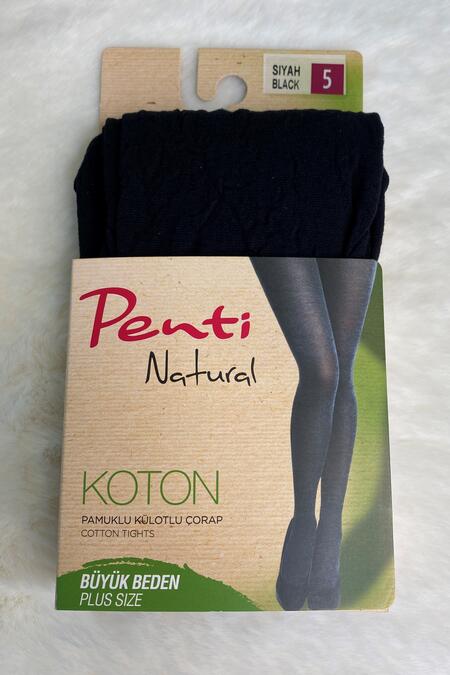 SİYAH
BLACK
5
Penti
Natural
KOTON
PAMUKLU KÜLOTLU ÇORAP
COTTON TIGHTS
BÜYÜK BEDEN
PLUS SIZE